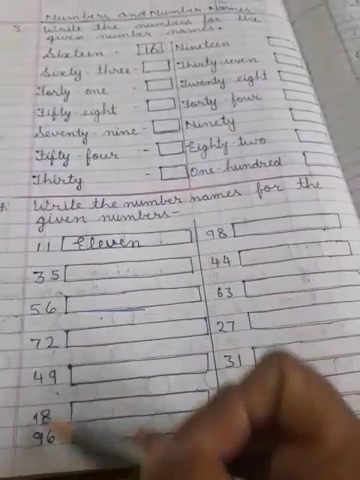 Numbers and Number Names
3. Write the numbers for the
given number names.
Sixteen - 16 Nineteen
Sixty-three - Thirty-seven
Forty one - Twenty eight
Fifty eight - Forty-four
Seventy-nine - Ninety
Fifty-four - Eighty-two
Thirty - One-hundred
4. Write the number names for the
given numbers-
11 Eleven 98
35 44
56 63
72 27
49 31
18
96